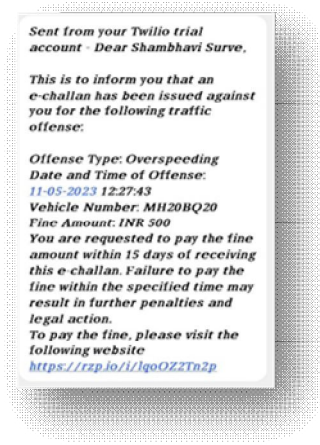 Sent from your Twilio trial
account - Dear Shambhavi Surve,
This is to inform you that an
e-challan has been issued against
you for the following traffic
offense:
Offense Type: Overspeeding
Date and Time of Offense:
11-05-2023 12:27:43
Vehicle Number: MH20BQ20
Fine Amount: INR 500
You are requested to pay the fine
amount within 15 days of receiving
this e-challan. Failure to pay the
fine within the specified time may
result in further penalties and
legal action.
To pay the fine, please visit the
following website
https://rzp.io/i/lqoOZ2Tn2p